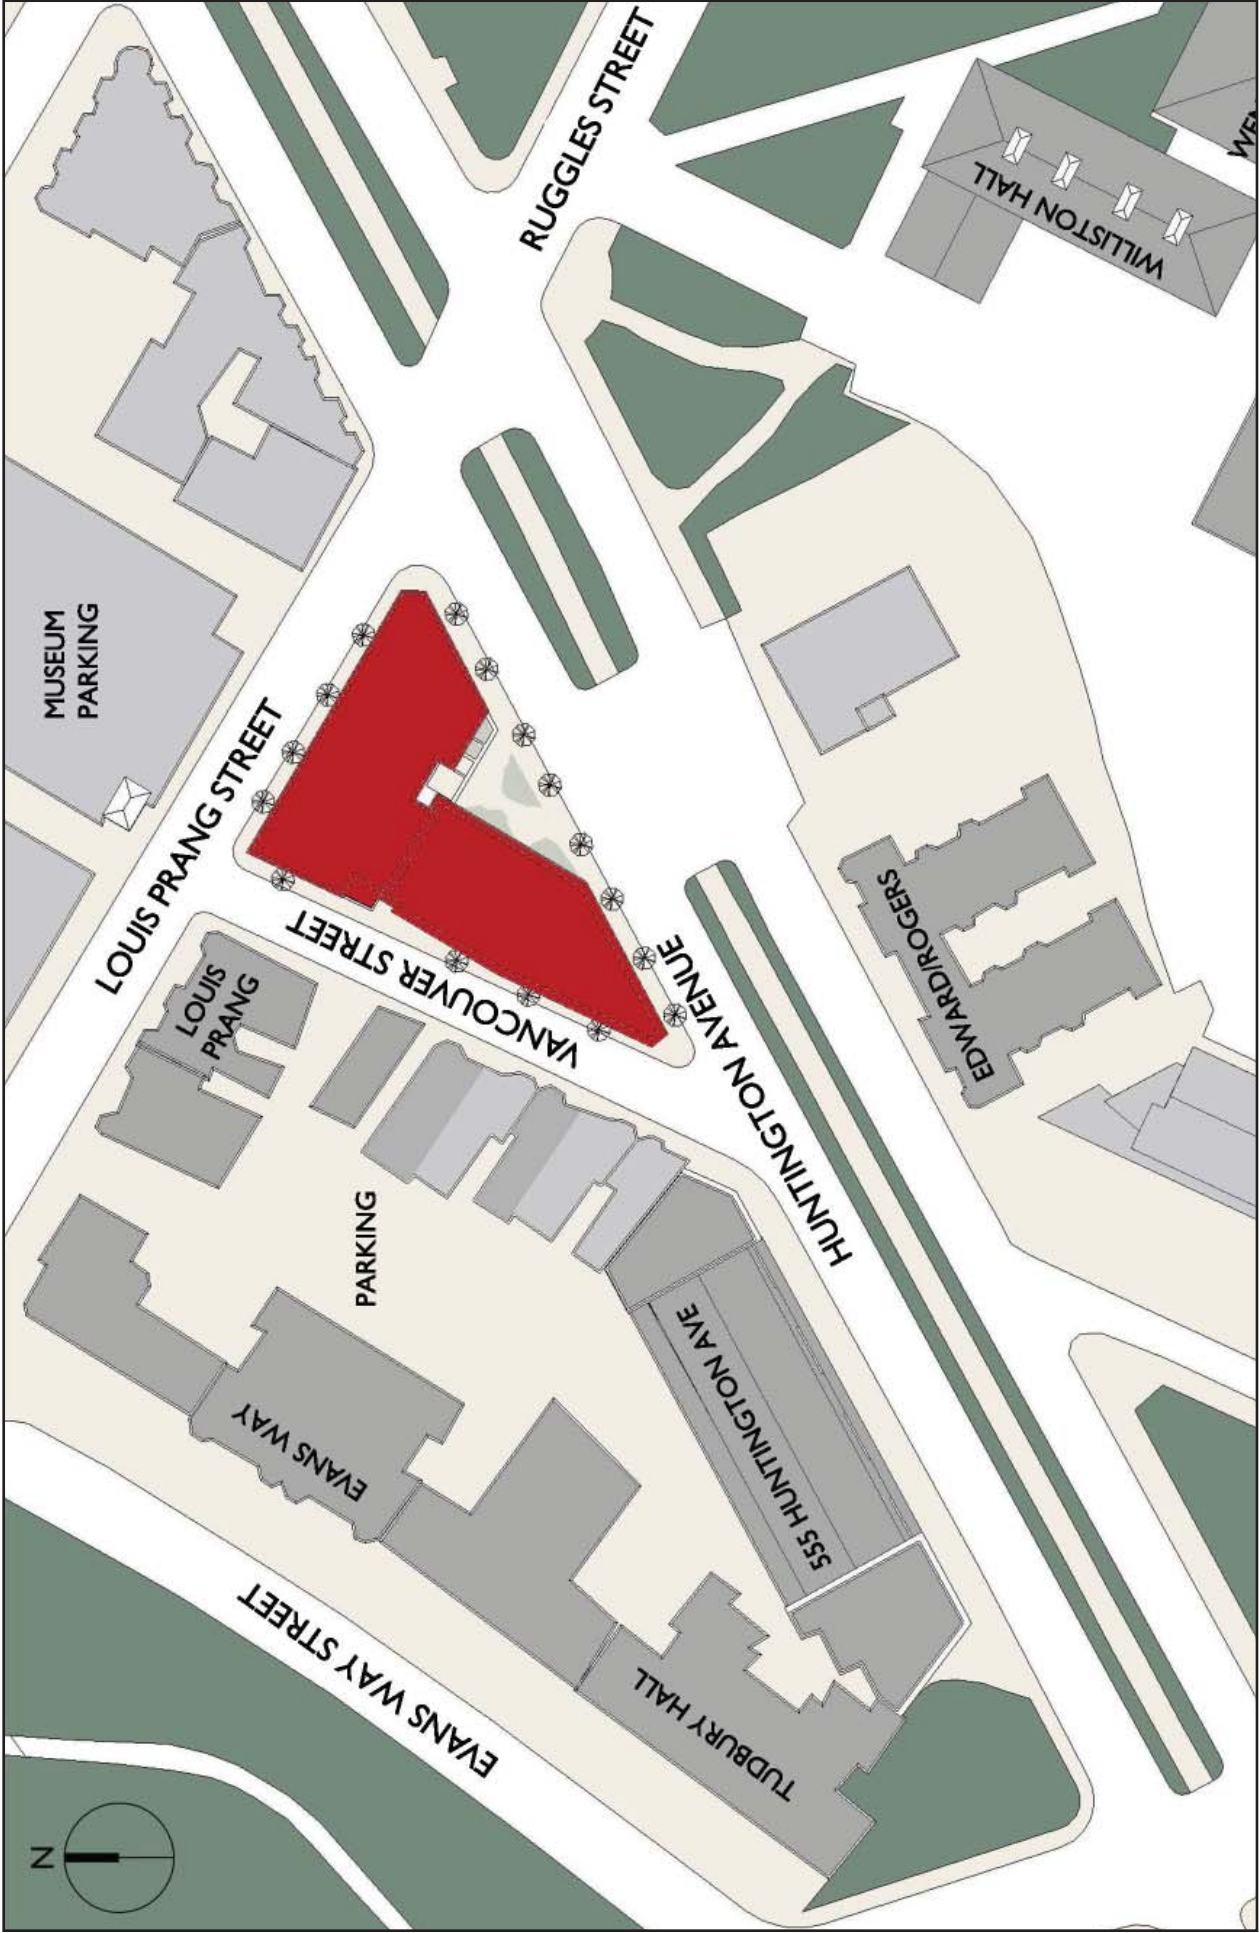 RUGGLES STREET
WILLISTON HALL
MUSEUM
PARKING
LOUIS PRANG STREET
VANCOUVER STREET
HUNTINGTON AVENUE
EDWARD/ROGERS
LOUIS
PRANG
PARKING
555 HUNTINGTON AVE
EVANS WAY
EVANS WAY STREET
TUDBURY HALL
N